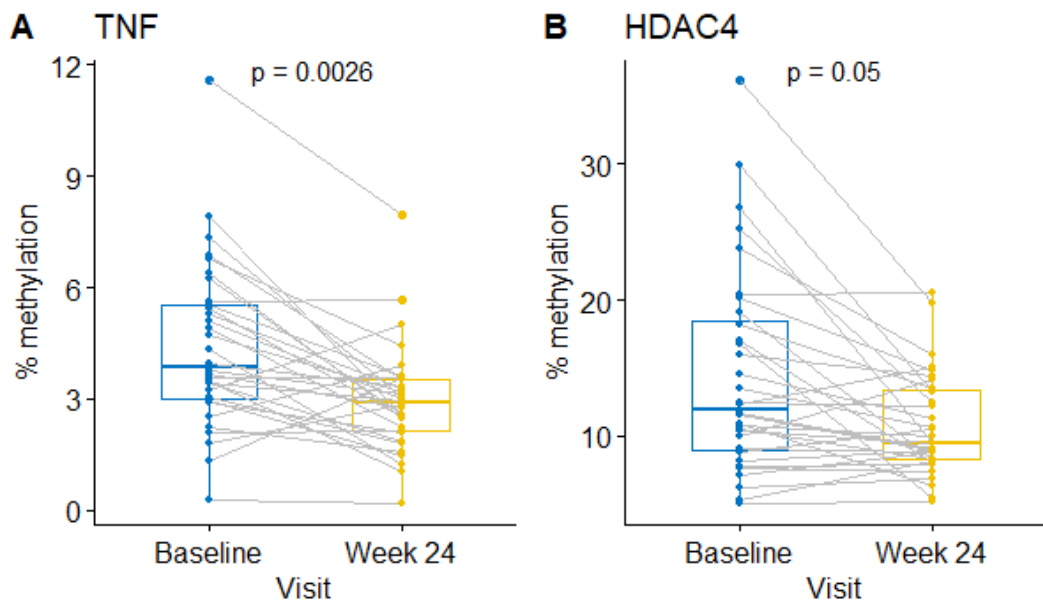 A TNF
p = 0.0026
12
9
6
3
0
% methylation
Baseline Week 24
Visit
B HDAC4
p = 0.05
30
20
10
% methylation
Baseline Week 24
Visit